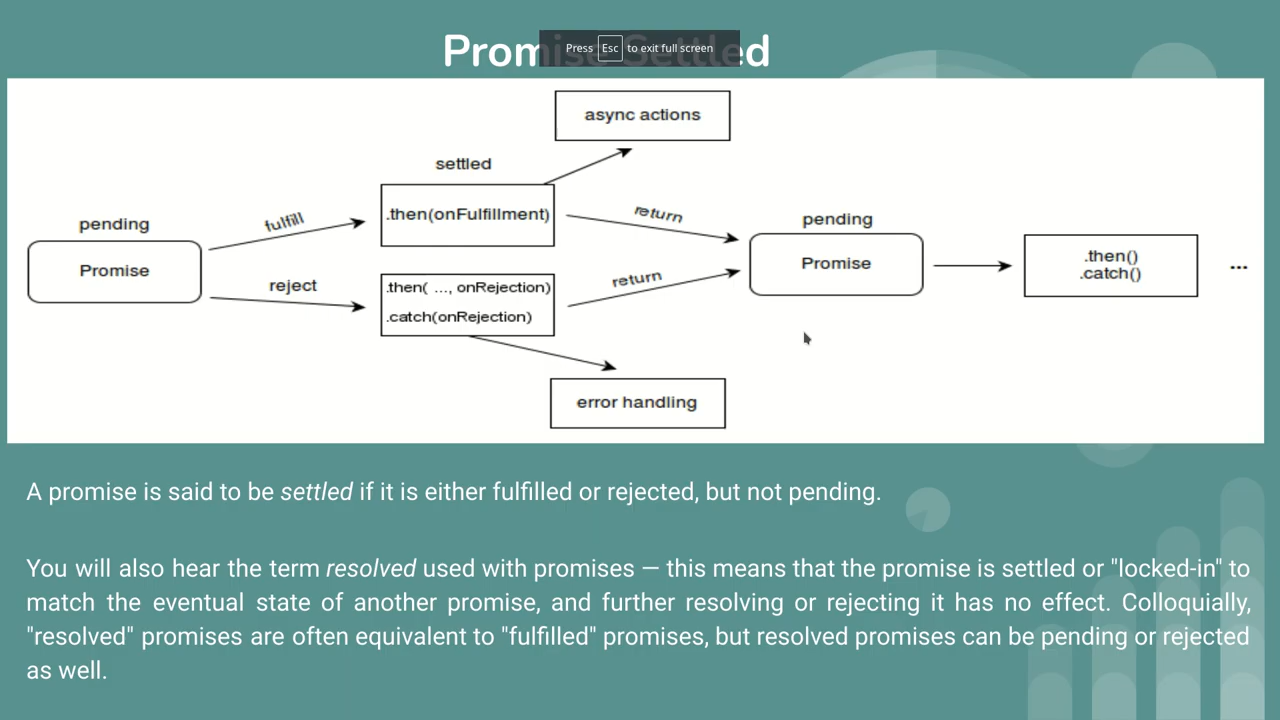 Promise Settled
Press Esc to exit full screen
async actions
settled
.then(onFulfillment)
pending
fulfill
return
pending
Promise
Promise
.then()
.catch()
...
reject
.then( ..., onRejection)
.catch(onRejection)
return
error handling
A promise is said to be settled if it is either fulfilled or rejected, but not pending.
You will also hear the term resolved used with promises — this means that the promise is settled or "locked-in" to
match the eventual state of another promise, and further resolving or rejecting it has no effect. Colloquially,
"resolved" promises are often equivalent to "fulfilled" promises, but resolved promises can be pending or rejected
as well.